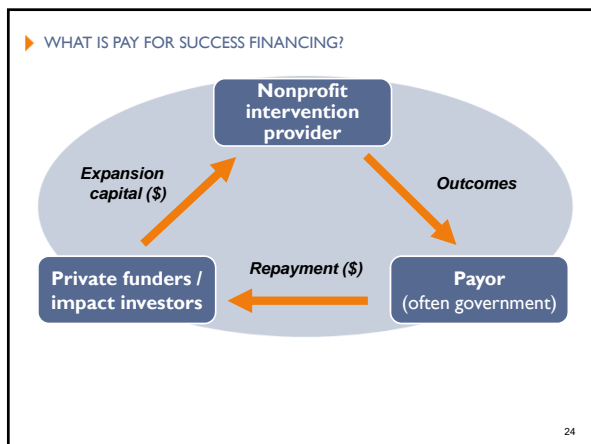 WHAT IS PAY FOR SUCCESS FINANCING?
Nonprofit
intervention
provider
Expansion
capital ($)
Outcomes
Private funders /
impact investors
Repayment ($)
Payor
(often government)
24